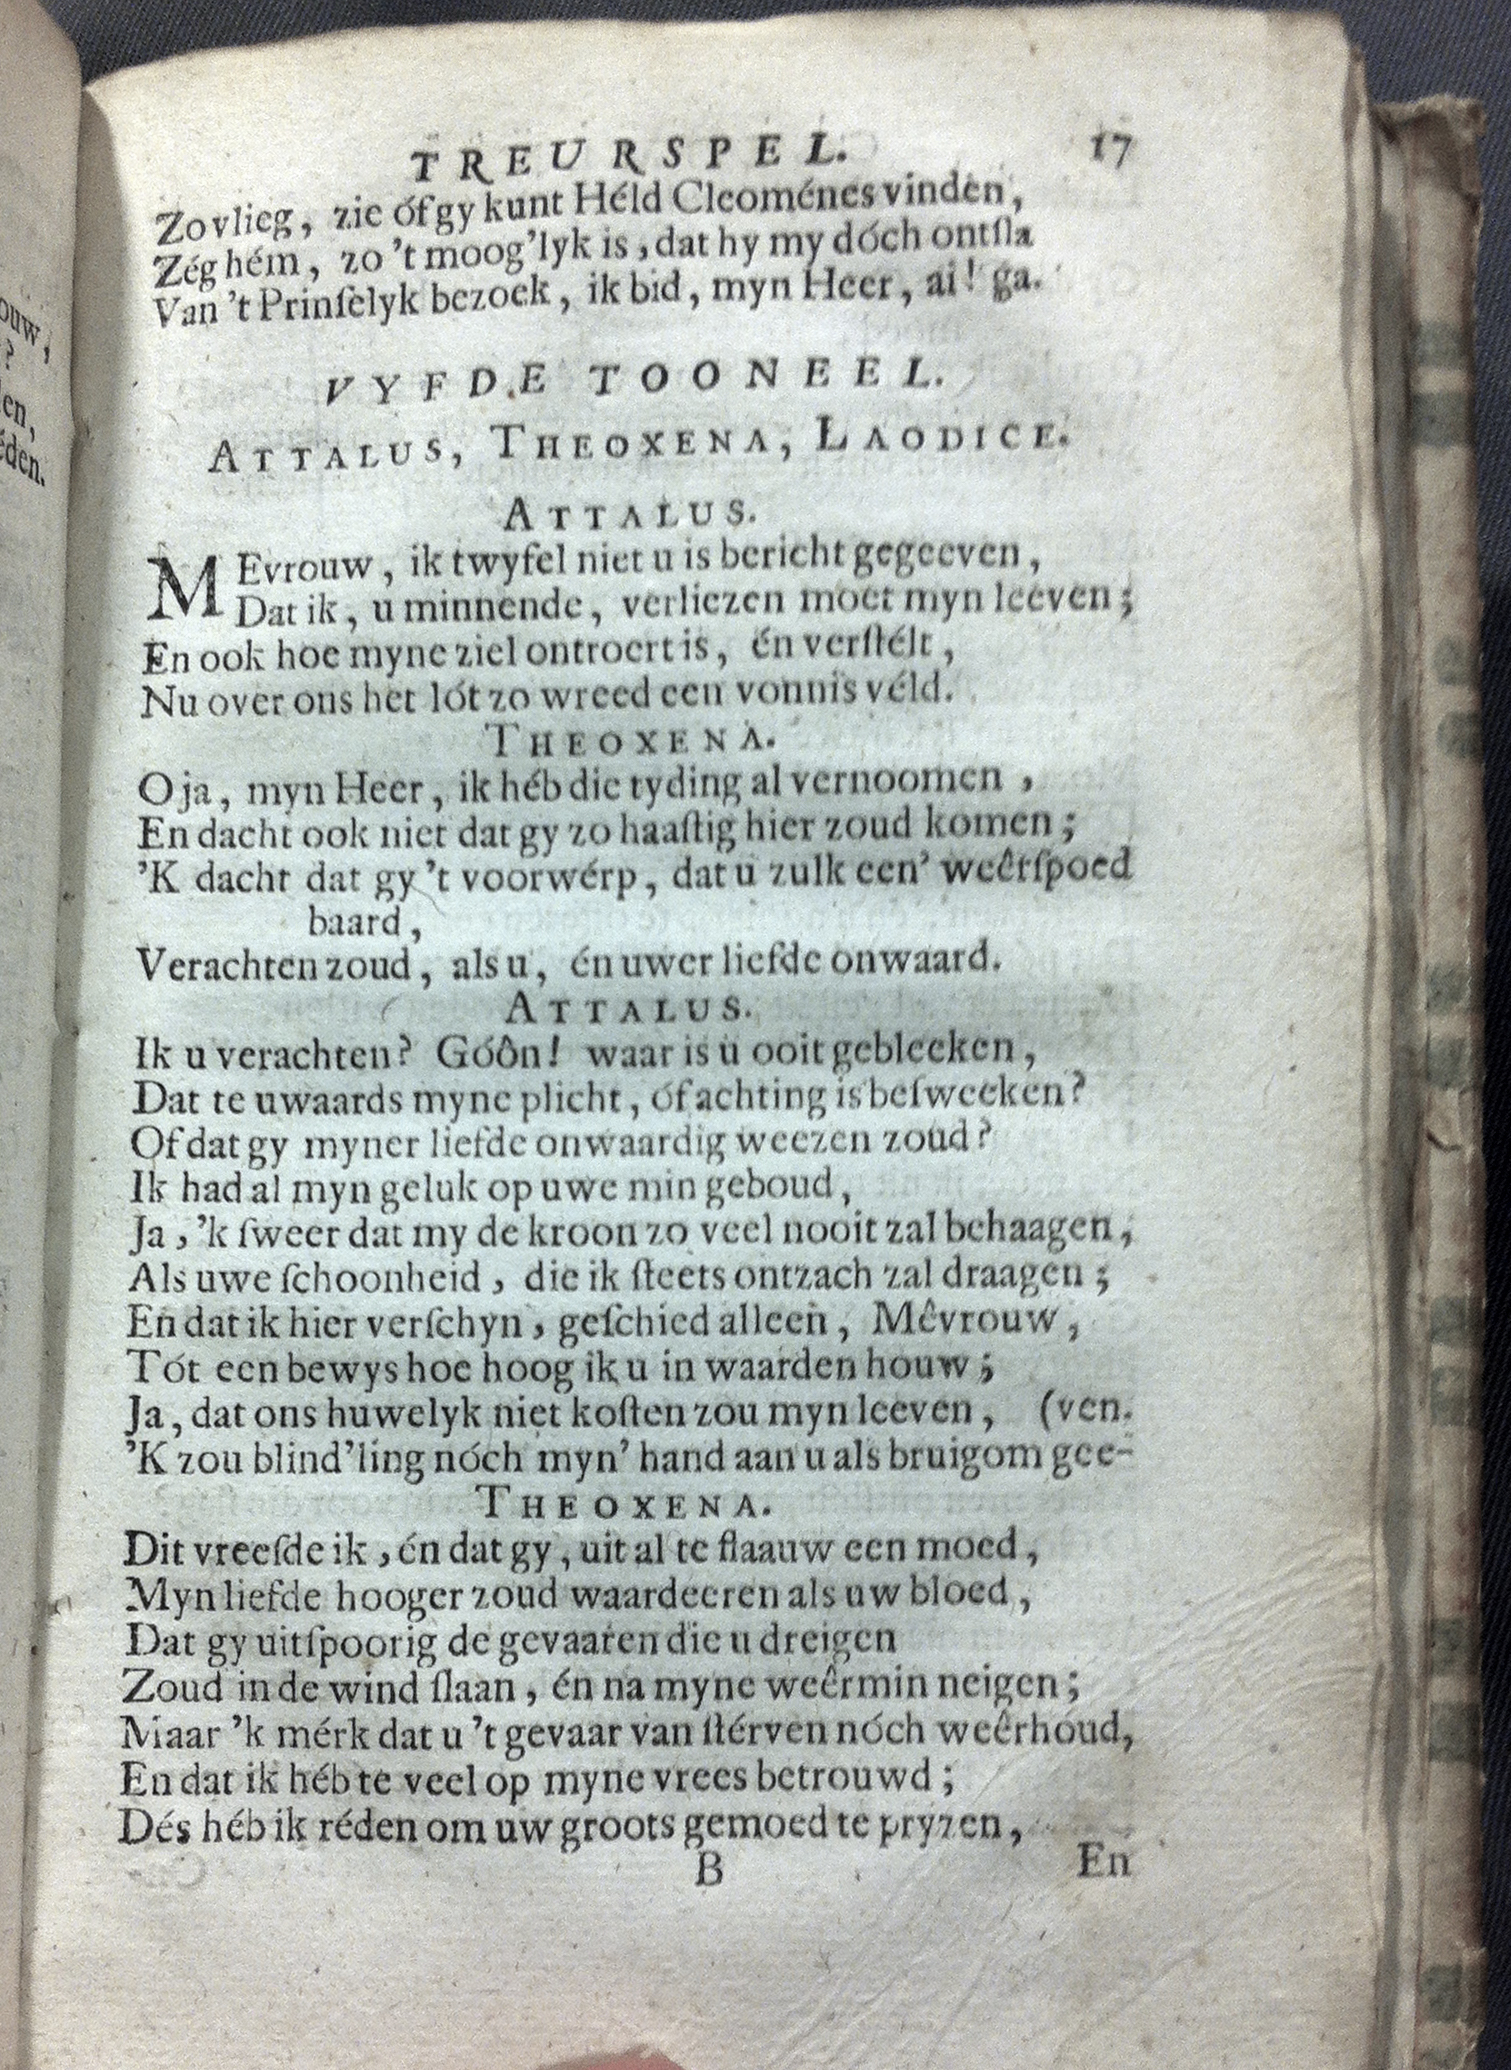 TREURSPEL. 17
Zo vlieg, zie óf gy kunt Héld Cleoménes vinden,
Zég hém, zo 't moog'lyk is, dat hy my dóch ontſla
Van 't Prinſelyk bezoek, ik bid, myn Heer, ai! ga.
VYFDE TOONEEL.
ATTALUS, THEOXENA, LAODICE.
ATTALUS.
MEvrouw, ik twyfel niet u is bericht gegeeven,
Dat ik, u minnende, verliezen moet myn leeven;
En ook hoe myne ziel ontroert is, én verſtélt,
Nu over ons het lót zo wreed een vonnis véld.
THEOXENA.
O ja, myn Heer, ik héb die tyding al vernoomen,
En dacht ook niet dat gy zo haaſtig hier zoud komen;
'K dacht dat gy 't voorwérp, dat u zulk een' weêrſpoed
baard,
Verachten zoud, als u, én uwer liefde onwaard.
ATTALUS.
Ik u verachten? Góôn! waar is u ooit gebleeken,
Dat te uwaards myne plicht, óf achting is beſweeken?
Of dat gy myner liefde onwaardig weezen zoud?
Ik had al myn geluk op uwe min geboud,
Ja, 'k ſweer dat my de kroon zo veel nooit zal behaagen,
Als uwe ſchoonheid, die ik ſteets ontzach zal draagen;
En dat ik hier verſchyn, geſchied alleen, Mêvrouw,
Tót een bewys hoe hoog ik u in waarden houw;
Ja, dat ons huwelyk niet koſten zou myn leeven, (ven.
'K zou blind'ling nóch myn' hand aan u als bruigom gee-
THEOXENA.
Dit vreeſde ik, én dat gy, uit al te flaauw een moed,
Myn liefde hooger zoud waardeeren als uw bloed,
Dat gy uitſpoorig de gevaaren die u dreigen
Zoud in de wind ſlaan, én na myne weêrmin neigen;
Maar 'k mérk dat u 't gevaar van ſtérven nóch weêrhoud,
En dat ik héb te veel op myne vrees betrouwd;
Dés héb ik réden om uw groots gemoed te pryzen,
B En
ouw,
?
en,
éden.